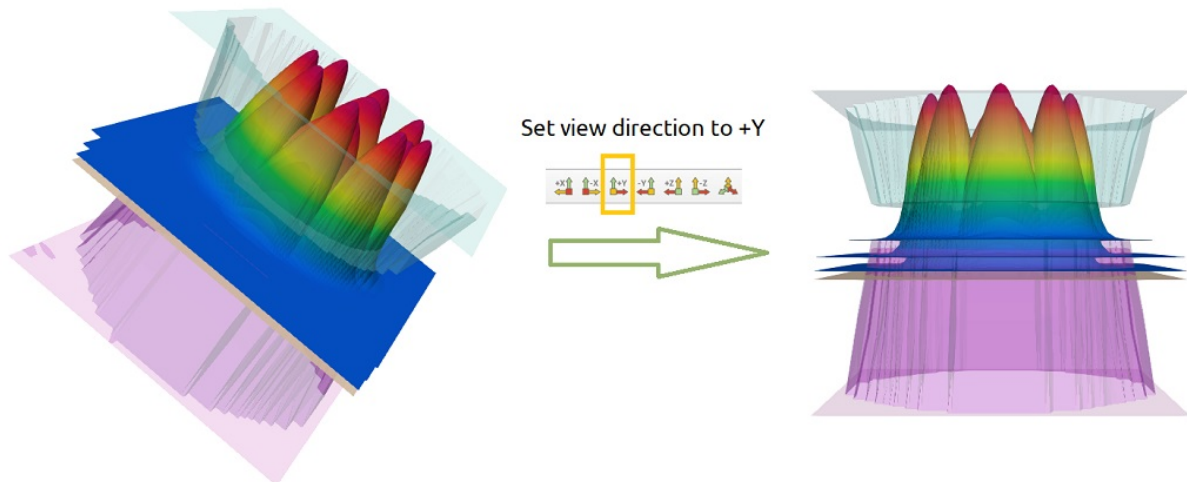 Set view direction to +Y
+X -X +Y -Y +Z -Z